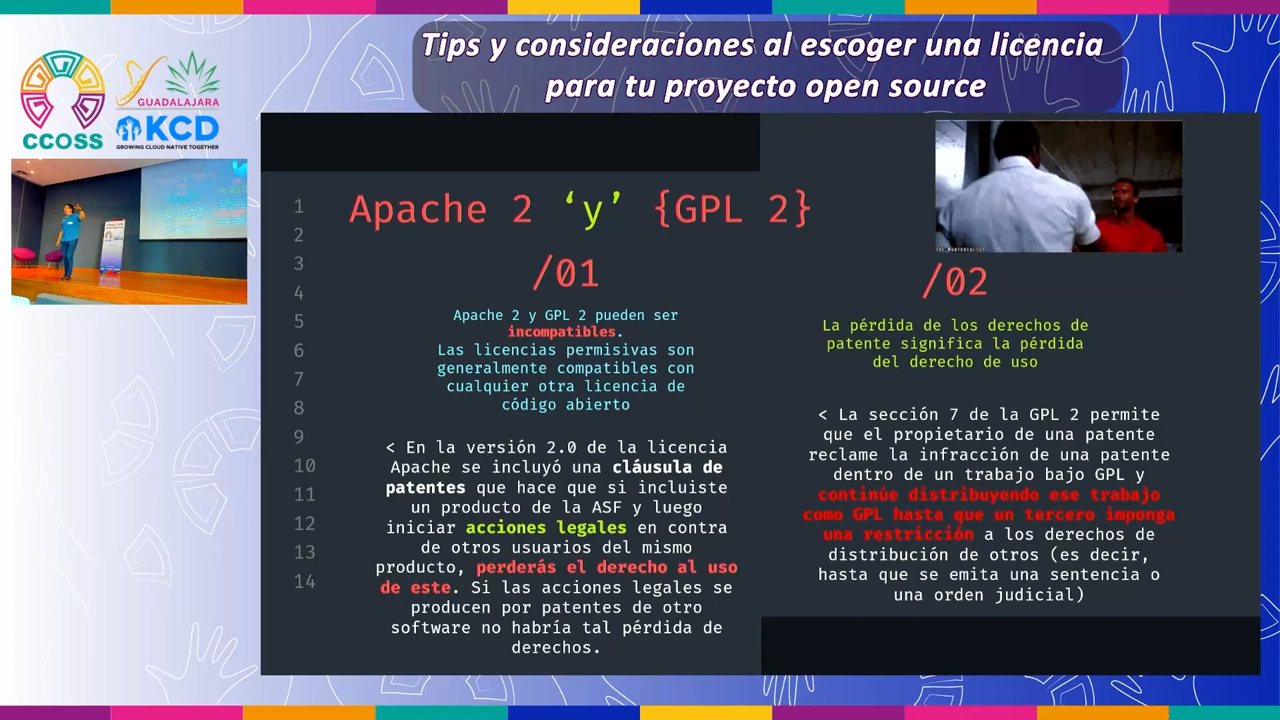 Tips y consideraciones al escoger una licencia
para tu proyecto open source
CCOSS
GUADALAJARA
KCD
GROWING CLOUD NATIVE TOGETHER
1
2
3
4
5
6
7
8
9
10
11
12
13
14
Apache 2 ‘y’ {GPL 2}
/01
Apache 2 y GPL 2 pueden ser
incompatibles.
Las licencias permisivas son
generalmente compatibles con
cualquier otra licencia de
código abierto
< En la versión 2.0 de la licencia
Apache se incluyó una cláusula de
patentes que hace que si incluiste
un producto de la ASF y luego
iniciar acciones legales en contra
de otros usuarios del mismo
producto, perderás el derecho al uso
de este. Si las acciones legales se
producen por patentes de otro
software no habría tal pérdida de
derechos.
/02
La pérdida de los derechos de
patente significa la pérdida
del derecho de uso
< La sección 7 de la GPL 2 permite
que el propietario de una patente
reclame la infracción de una patente
dentro de un trabajo bajo GPL y
continúe distribuyendo ese trabajo
como GPL hasta que un tercero imponga
una restricción a los derechos de
distribución de otros (es decir,
hasta que se emita una sentencia o
una orden judicial)